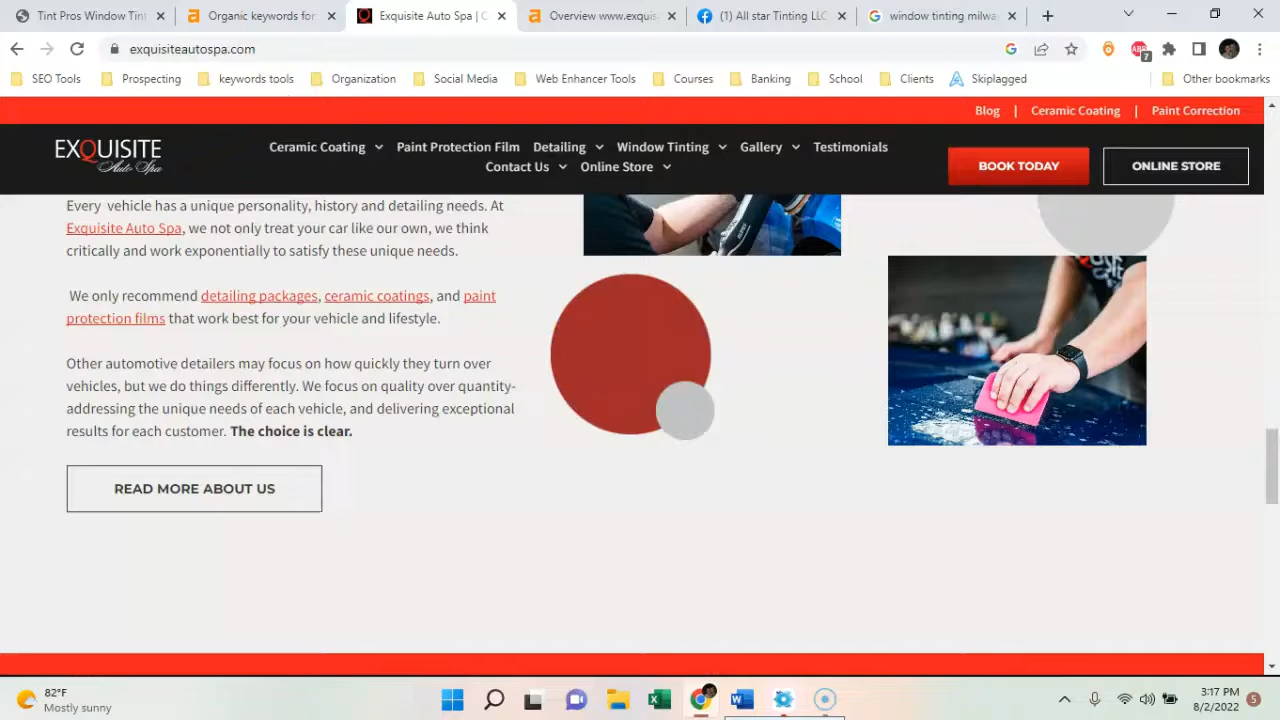 Tint Pros Window Tint
Organic keywords for
Exquisite Auto Spa | C
Overview www.exquis
(1) All star Tinting LLC
window tinting milwa
exquisiteautospa.com
ABP
7
SEO Tools
Prospecting
keywords tools
Organization
Social Media
Web Enhancer Tools
Courses
Banking
School
Clients
Skiplagged
Other bookmarks
Blog | Ceramic Coating | Paint Correction
EXQUISITE
Auto Spa
Ceramic Coating Paint Protection Film Detailing Window Tinting Gallery Testimonials
Contact Us Online Store
BOOK TODAY
ONLINE STORE
Every vehicle has a unique personality, history and detailing needs. At
Exquisite Auto Spa, we not only treat your car like our own, we think
critically and work exponentially to satisfy these unique needs.
We only recommend detailing packages, ceramic coatings, and paint
protection films that work best for your vehicle and lifestyle.
Other automotive detailers may focus on how quickly they turn over
vehicles, but we do things differently. We focus on quality over quantity-
addressing the unique needs of each vehicle, and delivering exceptional
results for each customer. The choice is clear.
READ MORE ABOUT US
82°F
Mostly sunny
3:17 PM
8/2/2022
5